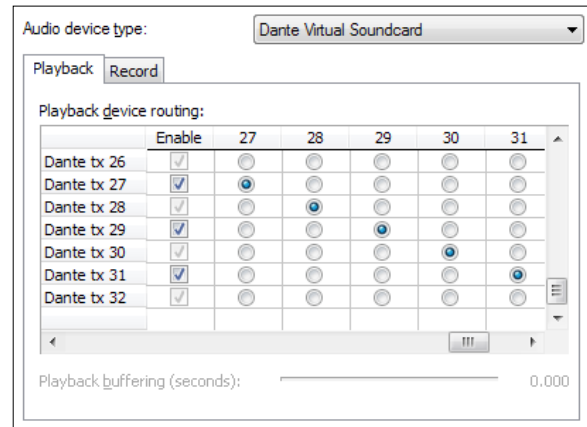 Audio device type: Dante Virtual Soundcard
Playback Record
Playback device routing:
Enable 27 28 29 30 31
Dante tx 26
Dante tx 27
Dante tx 28
Dante tx 29
Dante tx 30
Dante tx 31
Dante tx 32
Playback buffering (seconds): 0.000